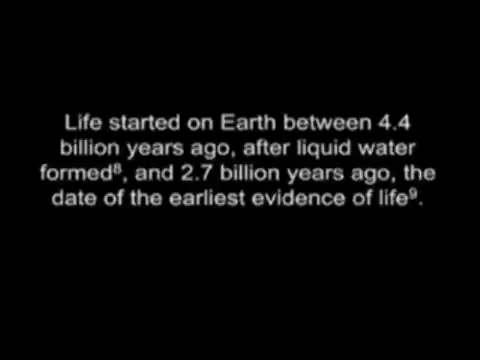 Life started on Earth between 4.4
billion years ago, after liquid water
formed⁸, and 2.7 billion years ago, the
date of the earliest evidence of life⁹.